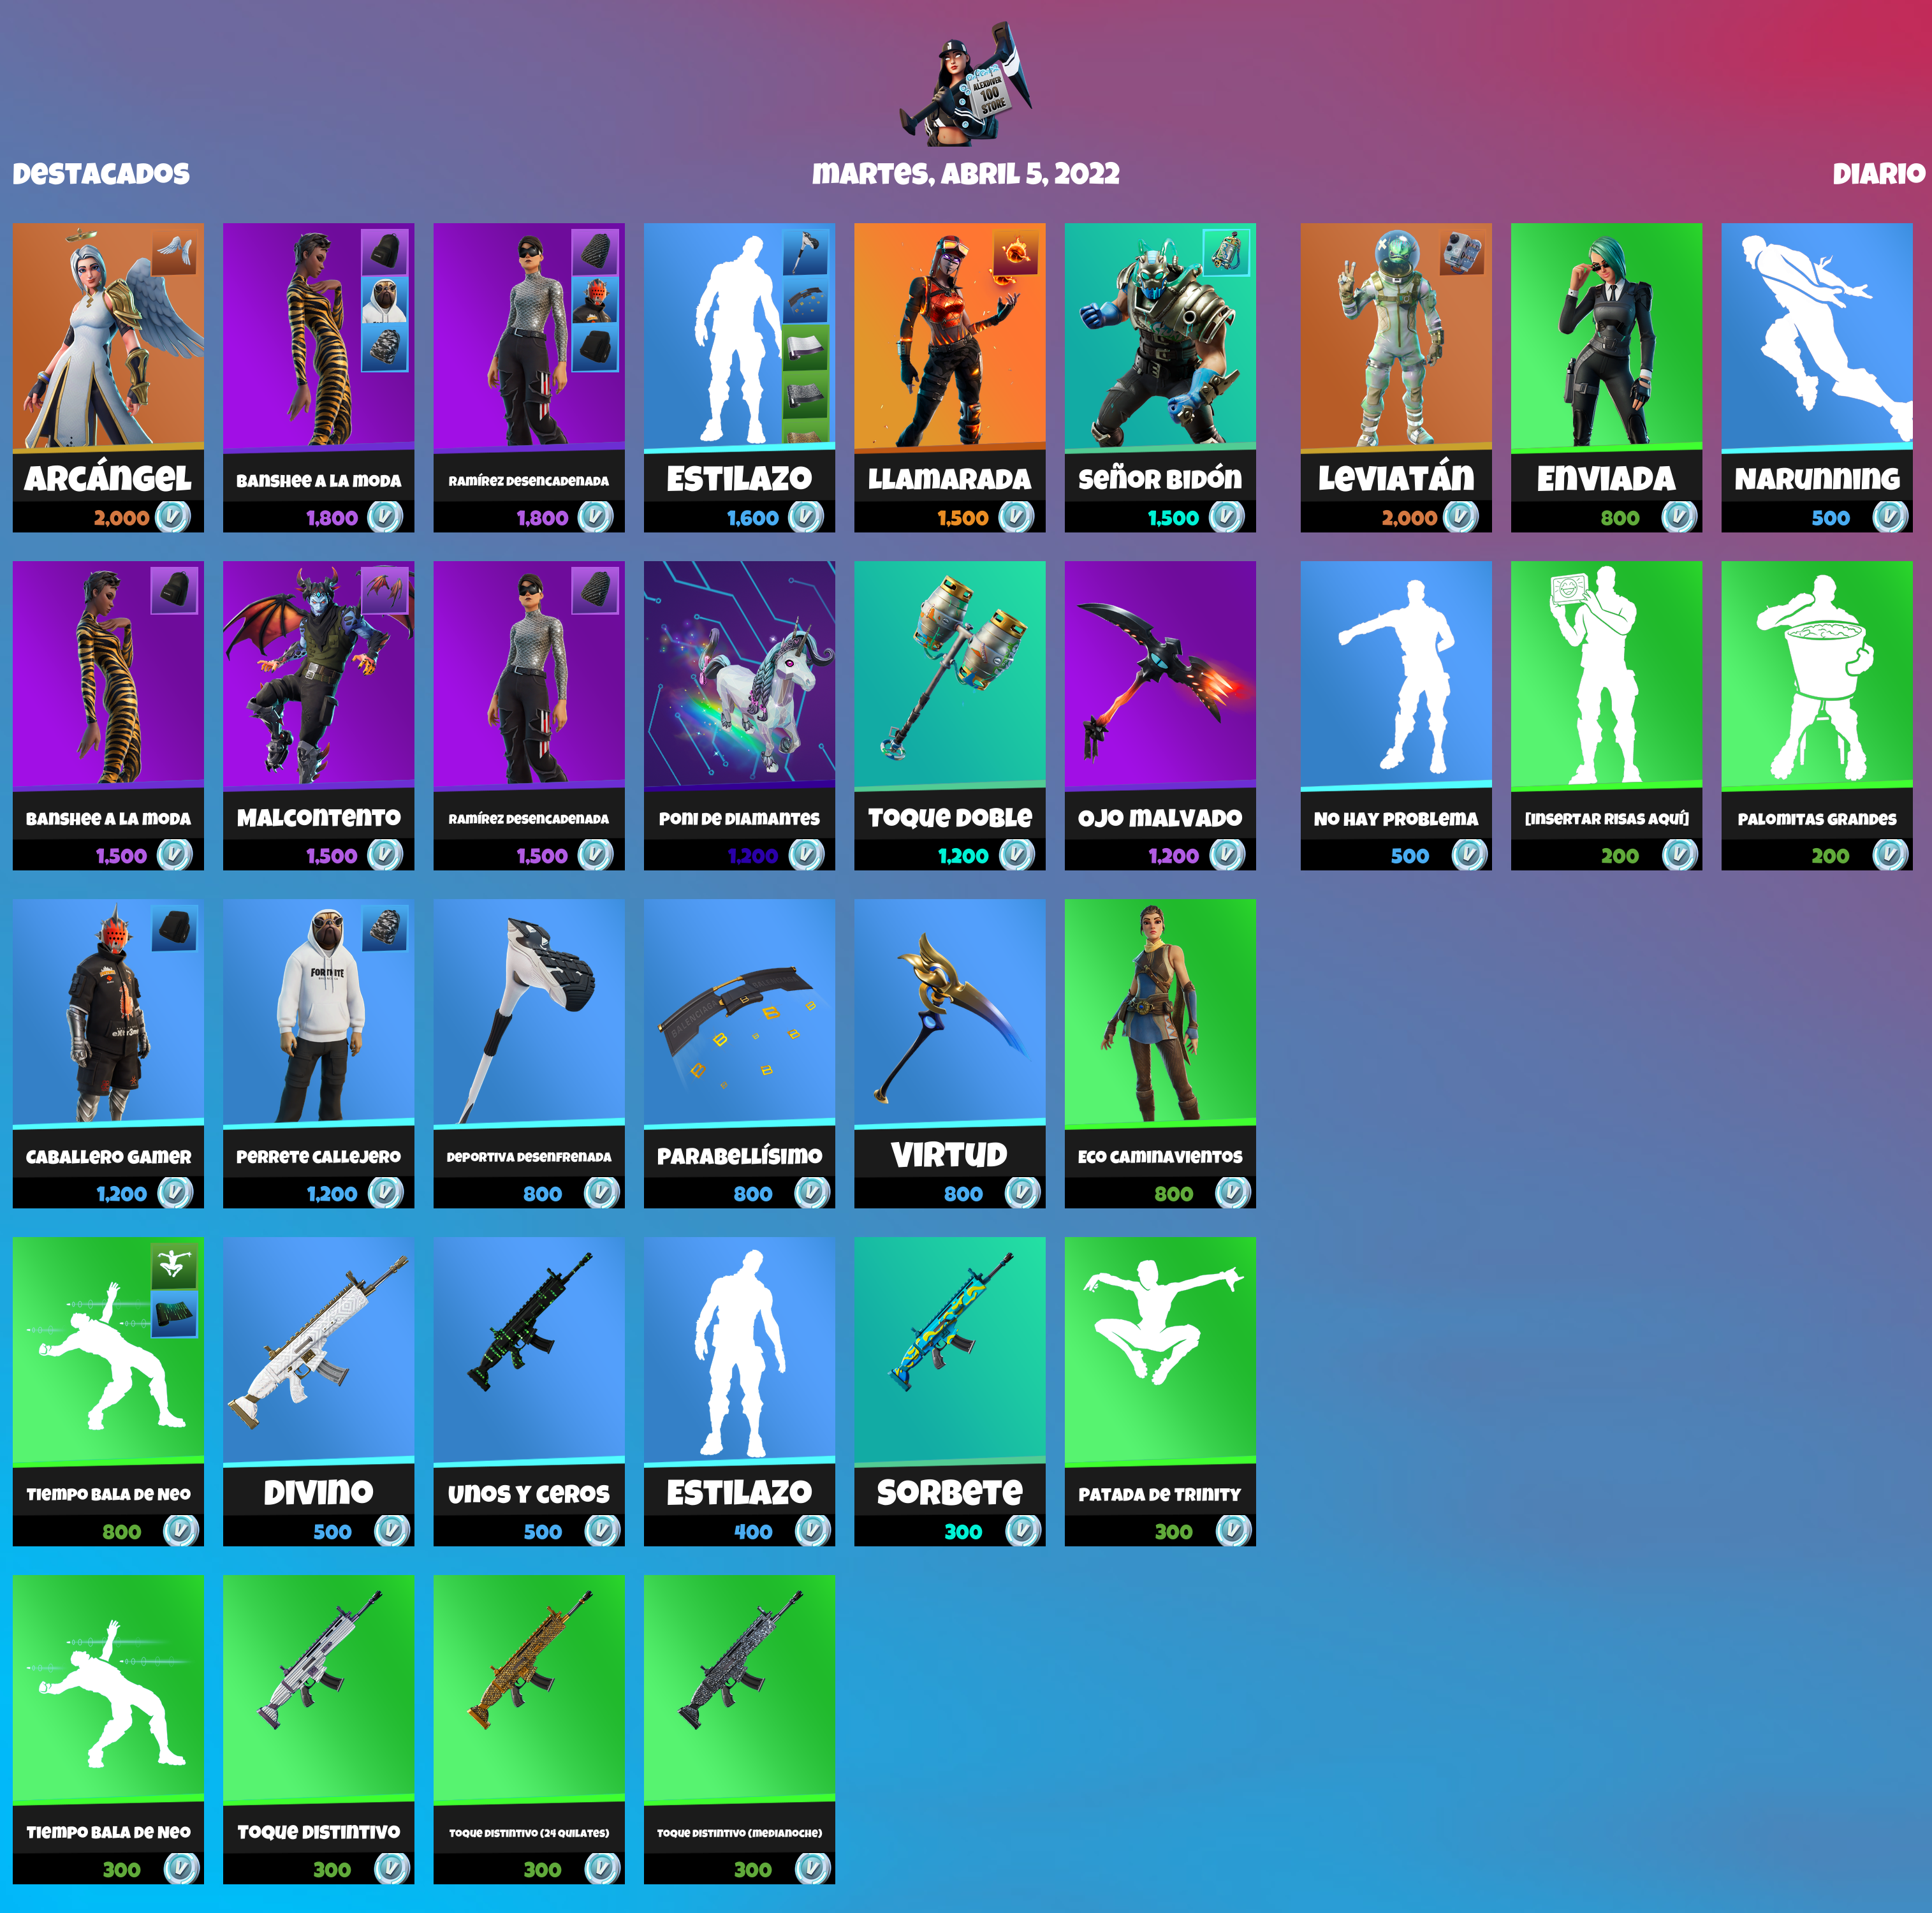 ALEXDIVER
100
STORE
DESTACADOS
MARTES, ABRIL 5, 2022
DIARIO
ARCÁNGEL
2,000
BANSHEE A LA MODA
1,800
RAMÍREZ DESENCADENADA
1,800
ESTILAZO
1,600
LLAMARADA
1,500
SEÑOR BIDÓN
1,500
LEVIATÁN
2,000
ENVIADA
800
NARUNNING
500
BANSHEE A LA MODA
1,500
MALCONTENTO
1,500
RAMÍREZ DESENCADENADA
1,500
PONI DE DIAMANTES
1,200
TOQUE DOBLE
1,200
OJO MALVADO
1,200
NO HAY PROBLEMA
500
[INSERTAR RISAS AQUÍ]
200
PALOMITAS GRANDES
200
CABALLERO GAMER
1,200
FORTNITE
PERRETE CALLEJERO
1,200
DEPORTIVA DESENFRENADA
800
BALENCIAGA
PARABELLÍSIMO
800
VIRTUD
800
ECO CAMINAVIENTOS
800
TIEMPO BALA DE NEO
800
DIVINO
500
UNOS Y CEROS
500
ESTILAZO
400
SORBETE
300
PATADA DE TRINITY
300
TIEMPO BALA DE NEO
300
TOQUE DISTINTIVO
300
TOQUE DISTINTIVO (24 QUILATES)
300
TOQUE DISTINTIVO (MEDIANOCHE)
300